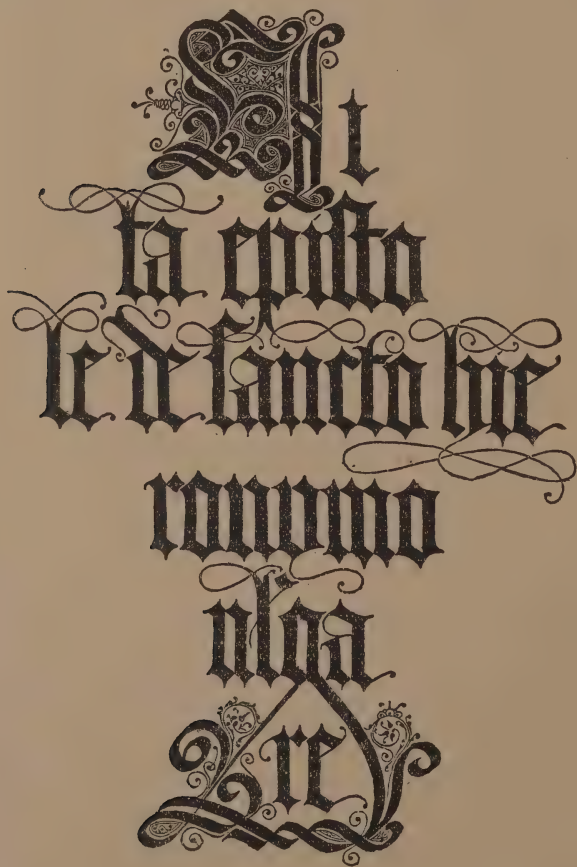 Vi
ta epiſto
le de ſancto hie
ronymo
vlga
re